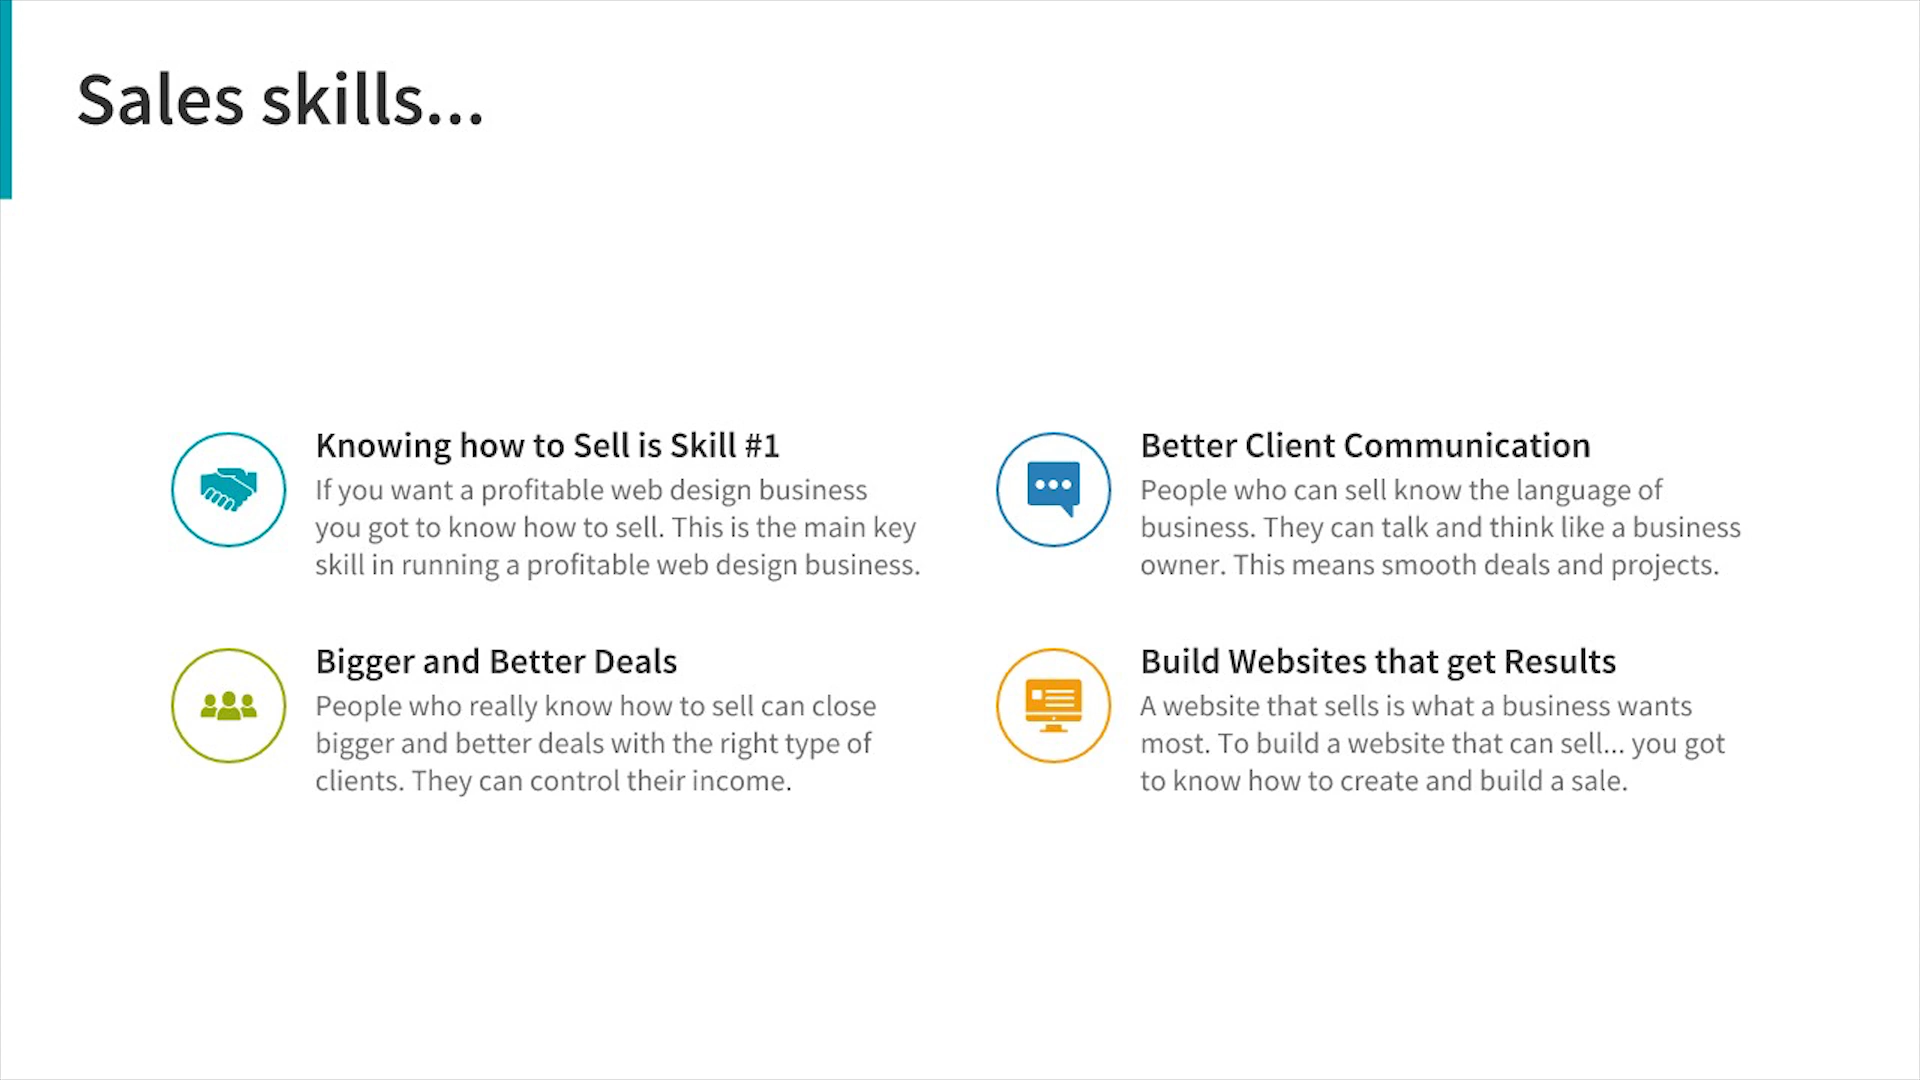 Sales skills...
Knowing how to Sell is Skill #1
If you want a profitable web design business
you got to know how to sell. This is the main key
skill in running a profitable web design business.
Better Client Communication
People who can sell know the language of
business. They can talk and think like a business
owner. This means smooth deals and projects.
Bigger and Better Deals
People who really know how to sell can close
bigger and better deals with the right type of
clients. They can control their income.
Build Websites that get Results
A website that sells is what a business wants
most. To build a website that can sell... you got
to know how to create and build a sale.